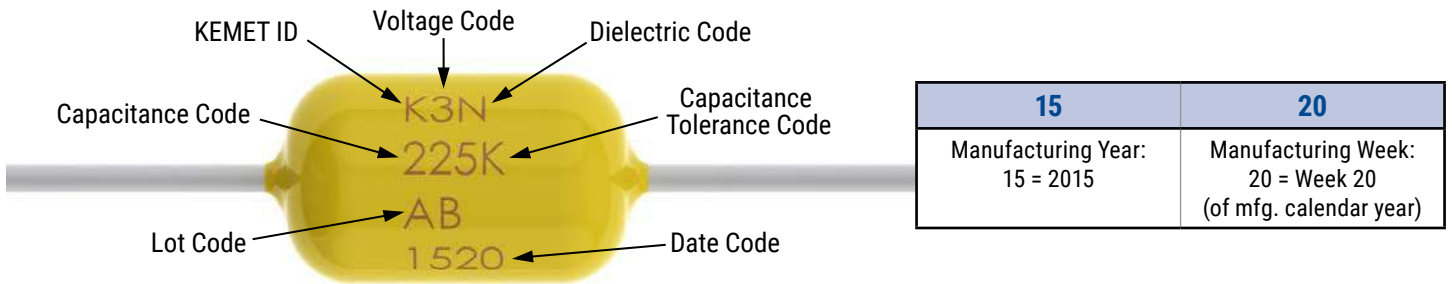 KEMET ID
Voltage Code
Dielectric Code
Capacitance Code
Capacitance
Tolerance Code
K3N
225K
AB
1520
Lot Code
Date Code
15
20
Manufacturing Year:
15 = 2015
Manufacturing Week:
20 = Week 20
(of mfg. calendar year)